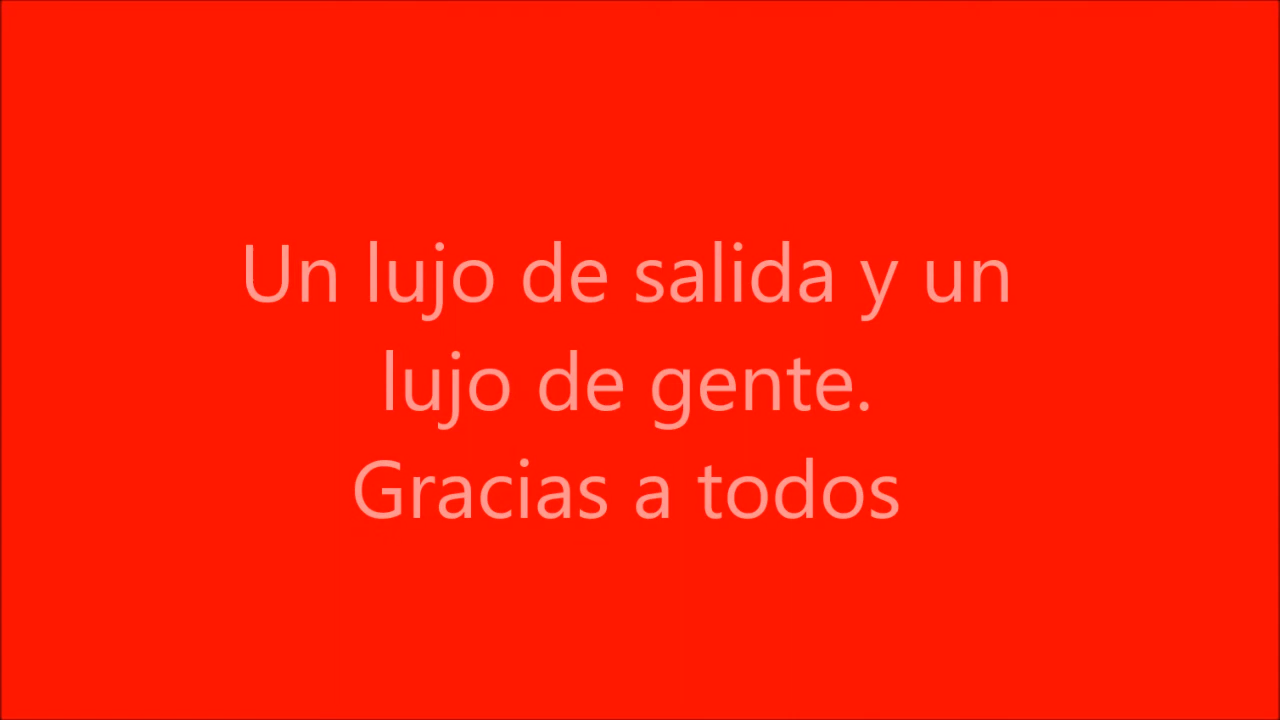 Un lujo de salida y un
lujo de gente.
Gracias a todos